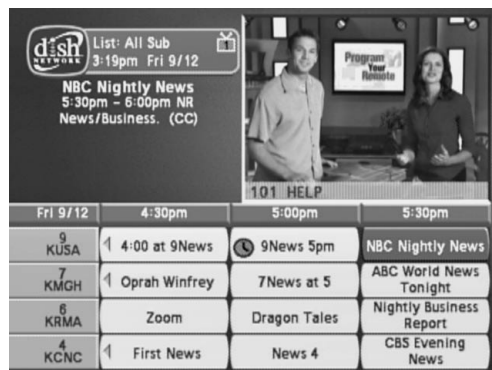 dish
NETWORK
List: All Sub
3:19pm Fri 9/12
1
NBC Nightly News
5:30pm - 6:00pm NR
News/Business. (CC)
Program
Your
Remote
101 HELP
Fri 9/12
4:30pm
5:00pm
5:30pm
9
KUSA
4:00 at 9News
9News 5pm
NBC Nightly News
7
KMGH
Oprah Winfrey
7News at 5
ABC World News
Tonight
6
KRMA
Zoom
Dragon Tales
Nightly Business
Report
4
KCNC
First News
News 4
CBS Evening
News